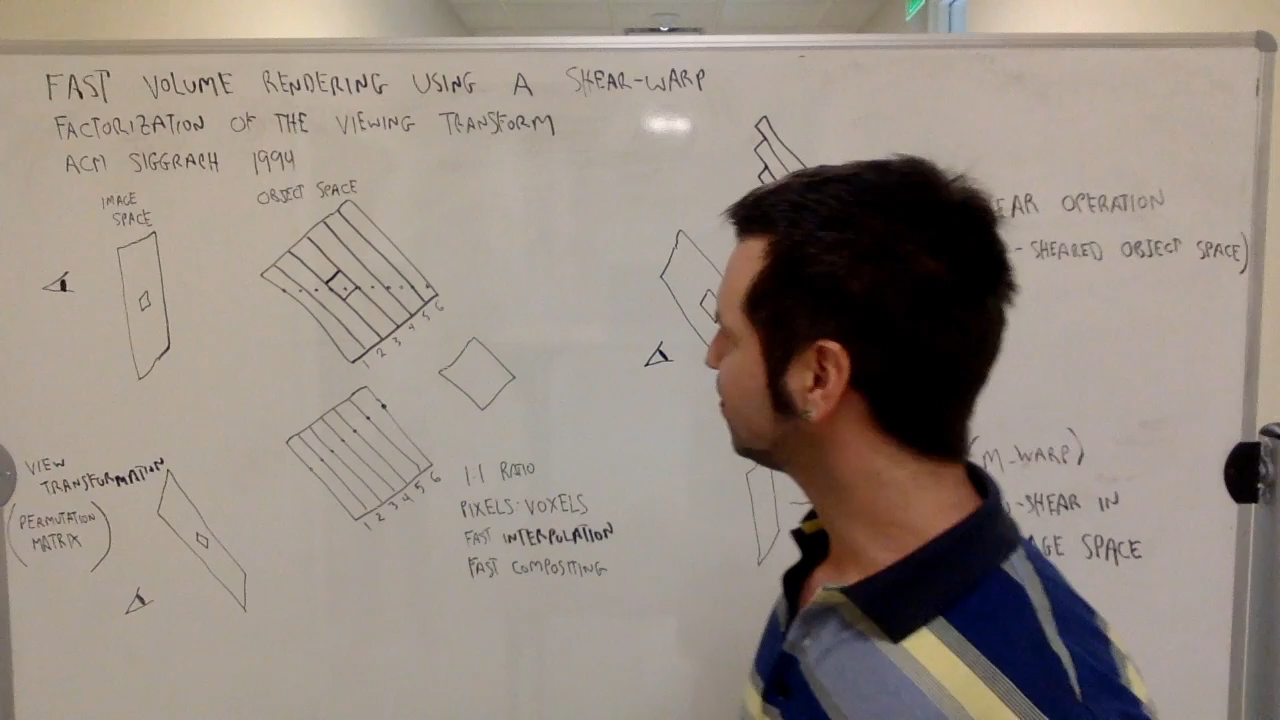 FAST VOLUME RENDERING USING A SHEAR-WARP
FACTORIZATION OF THE VIEWING TRANSFORM
ACM SIGGRAPH 1994
IMAGE
SPACE
OBJECT SPACE
1 2 3 4 5 6
1 2 3 4 5 6
VIEW
TRANSFORMATION
(PERMUTATION
MATRIX)
1:1 RATIO
PIXELS:VOXELS
FAST INTERPOLATION
FAST COMPOSITING
EAR OPERATION
- SHEARED OBJECT SPACE)
(M-WARP)
-SHEAR IN
AGE SPACE